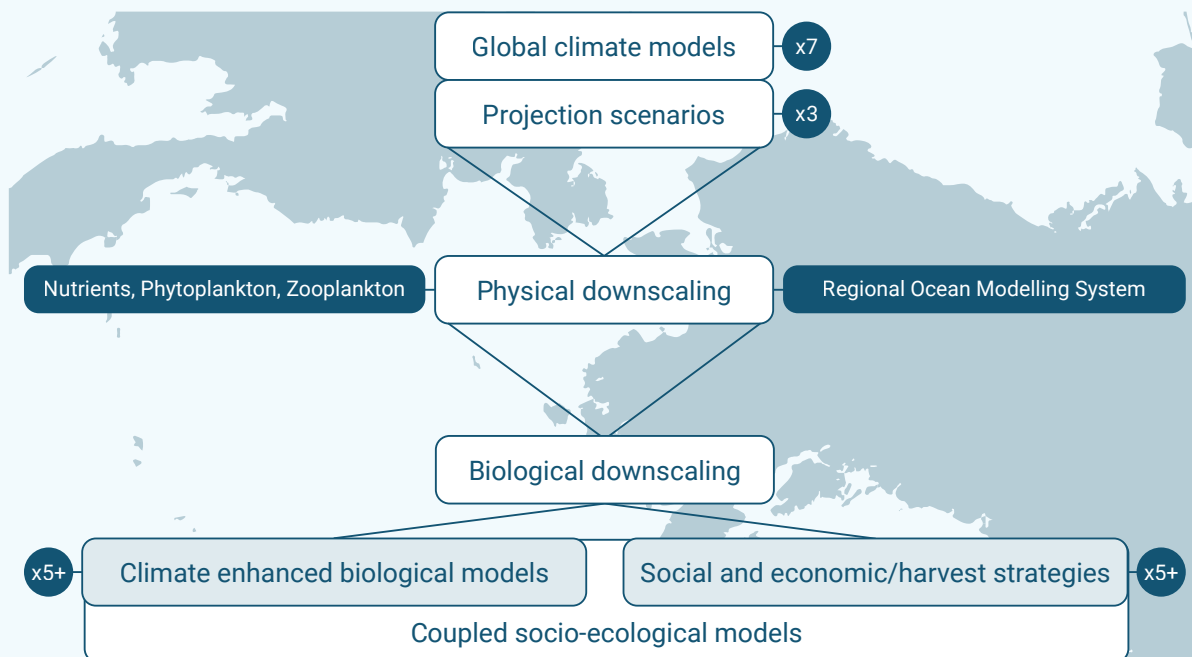 Global climate models
x7
Projection scenarios
x3
Nutrients, Phytoplankton, Zooplankton
Physical downscaling
Regional Ocean Modelling System
Biological downscaling
x5+
Climate enhanced biological models
Social and economic/harvest strategies
x5+
Coupled socio-ecological models